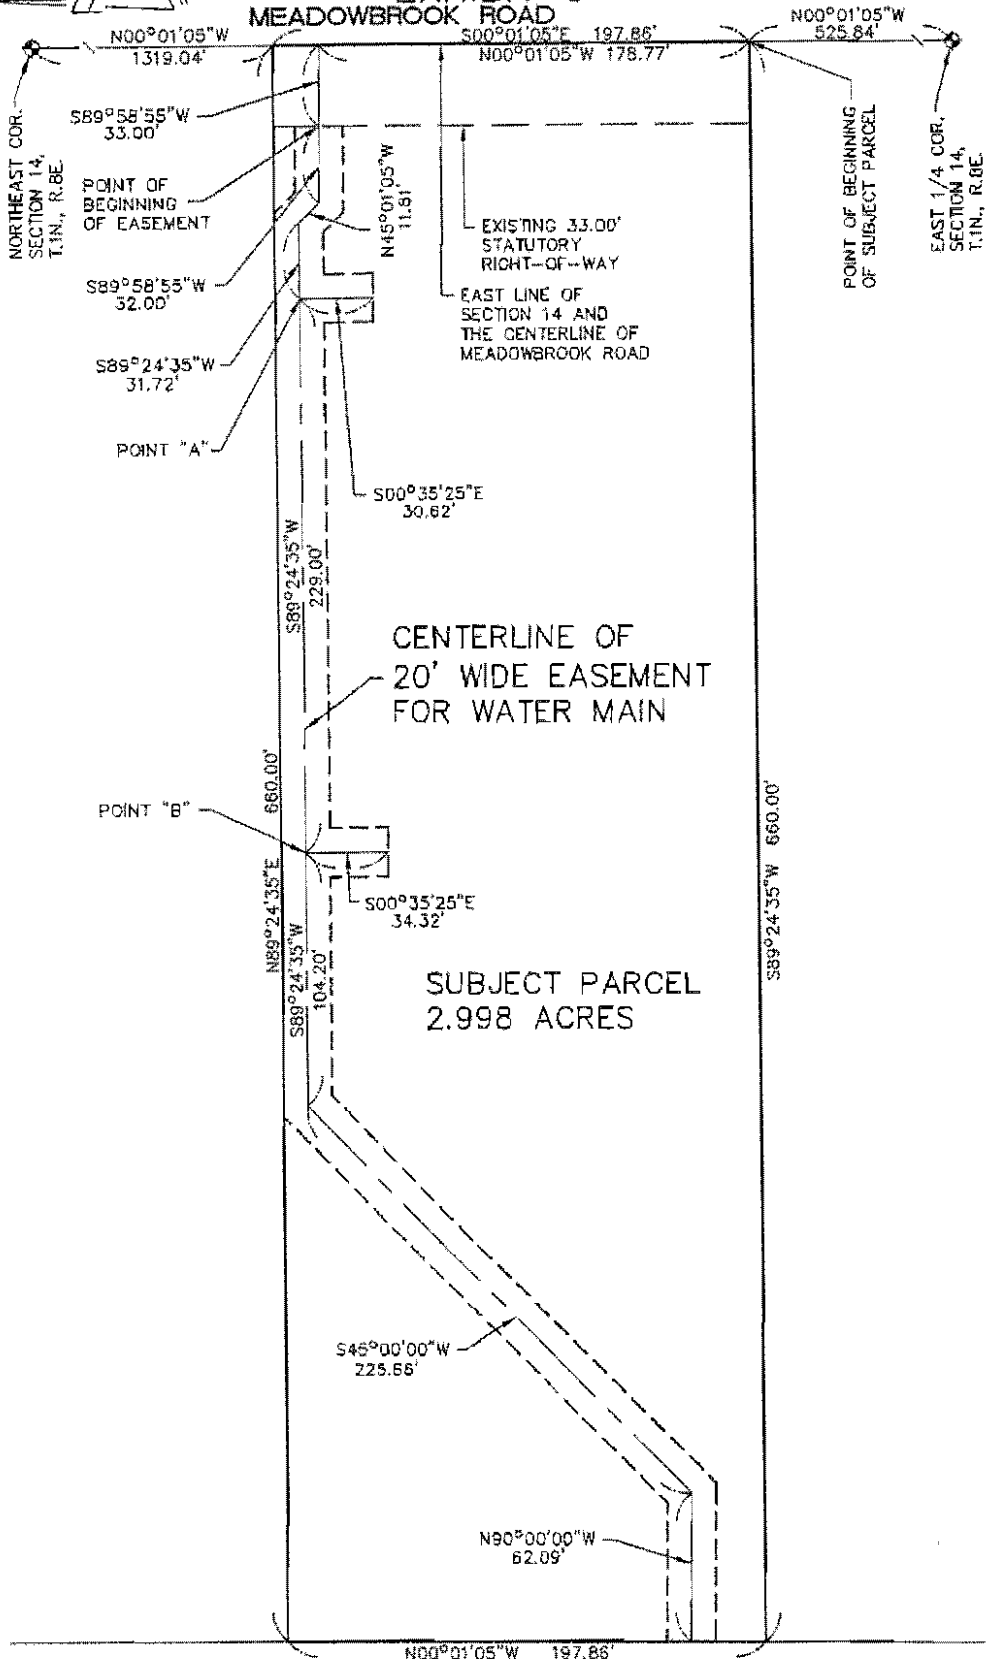 MEADOWBROOK ROAD
N00°01'05"W
1319.04'
S00°01'05"E 197.86'
N00°01'05"W 178.77'
N00°01'05"W
525.84'
NORTHEAST COR.
SECTION 14,
T.1N., R.8E.
S89°58'55"W
33.00'
POINT OF
BEGINNING
OF EASEMENT
N45°01'05"W
11.81'
S89°58'55"W
32.00'
S89°24'35"W
31.72'
POINT "A"
EXISTING 33.00'
STATUTORY
RIGHT-OF-WAY
EAST LINE OF
SECTION 14 AND
THE CENTERLINE OF
MEADOWBROOK ROAD
POINT OF BEGINNING
OF SUBJECT PARCEL
EAST 1/4 COR.
SECTION 14,
T.1N., R.8E.
S00°35'25"E
30.62'
S89°24'35"W
229.00'
CENTERLINE OF
20' WIDE EASEMENT
FOR WATER MAIN
POINT "B"
N89°24'35"E 660.00'
S00°35'25"E
34.32'
S89°24'35"W
104.20'
S89°24'35"W 660.00'
SUBJECT PARCEL
2.998 ACRES
S46°00'00"W
225.66'
N90°00'00"W
62.09'
N00°01'05"W 197.86'